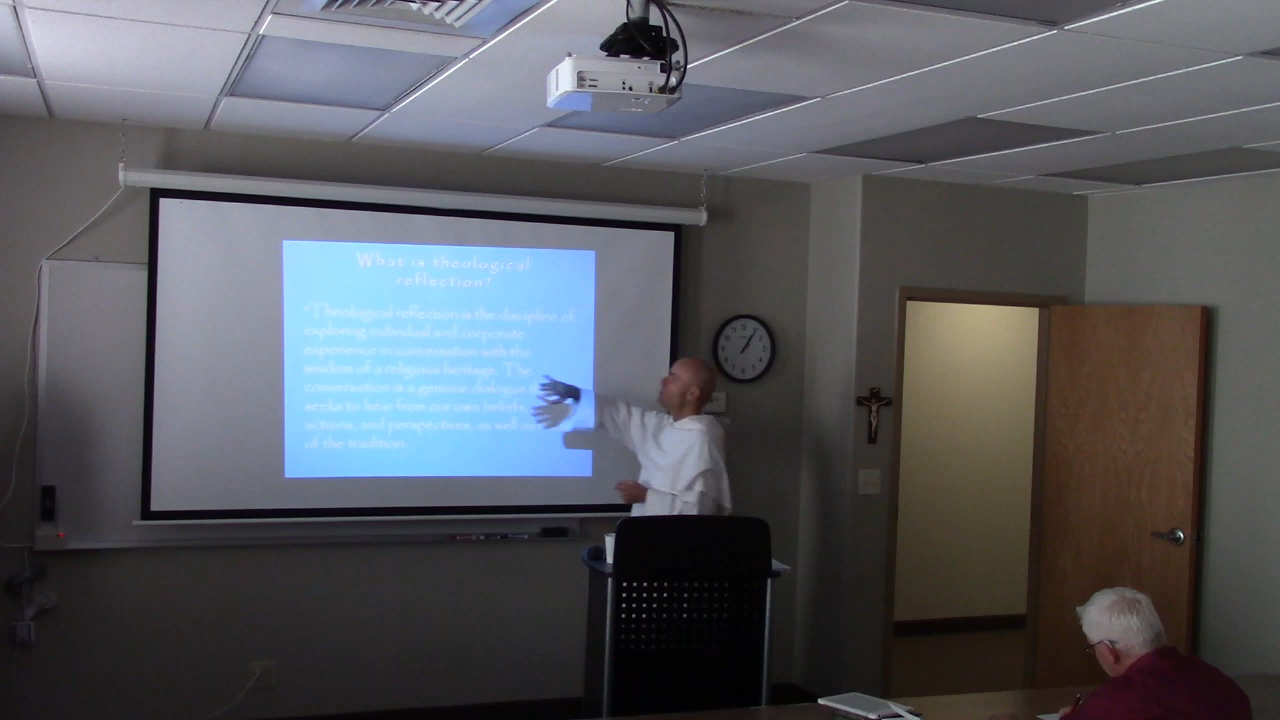 What is theological
reflection?
Theological reflection is the discipline of
exploring individual and corporate
experience in conversation with the
wisdom of a religious heritage. The
conversation is a genuine dialogue
seeks to hear from our own beliefs,
actions, and perspectives, as well as
of the tradition.